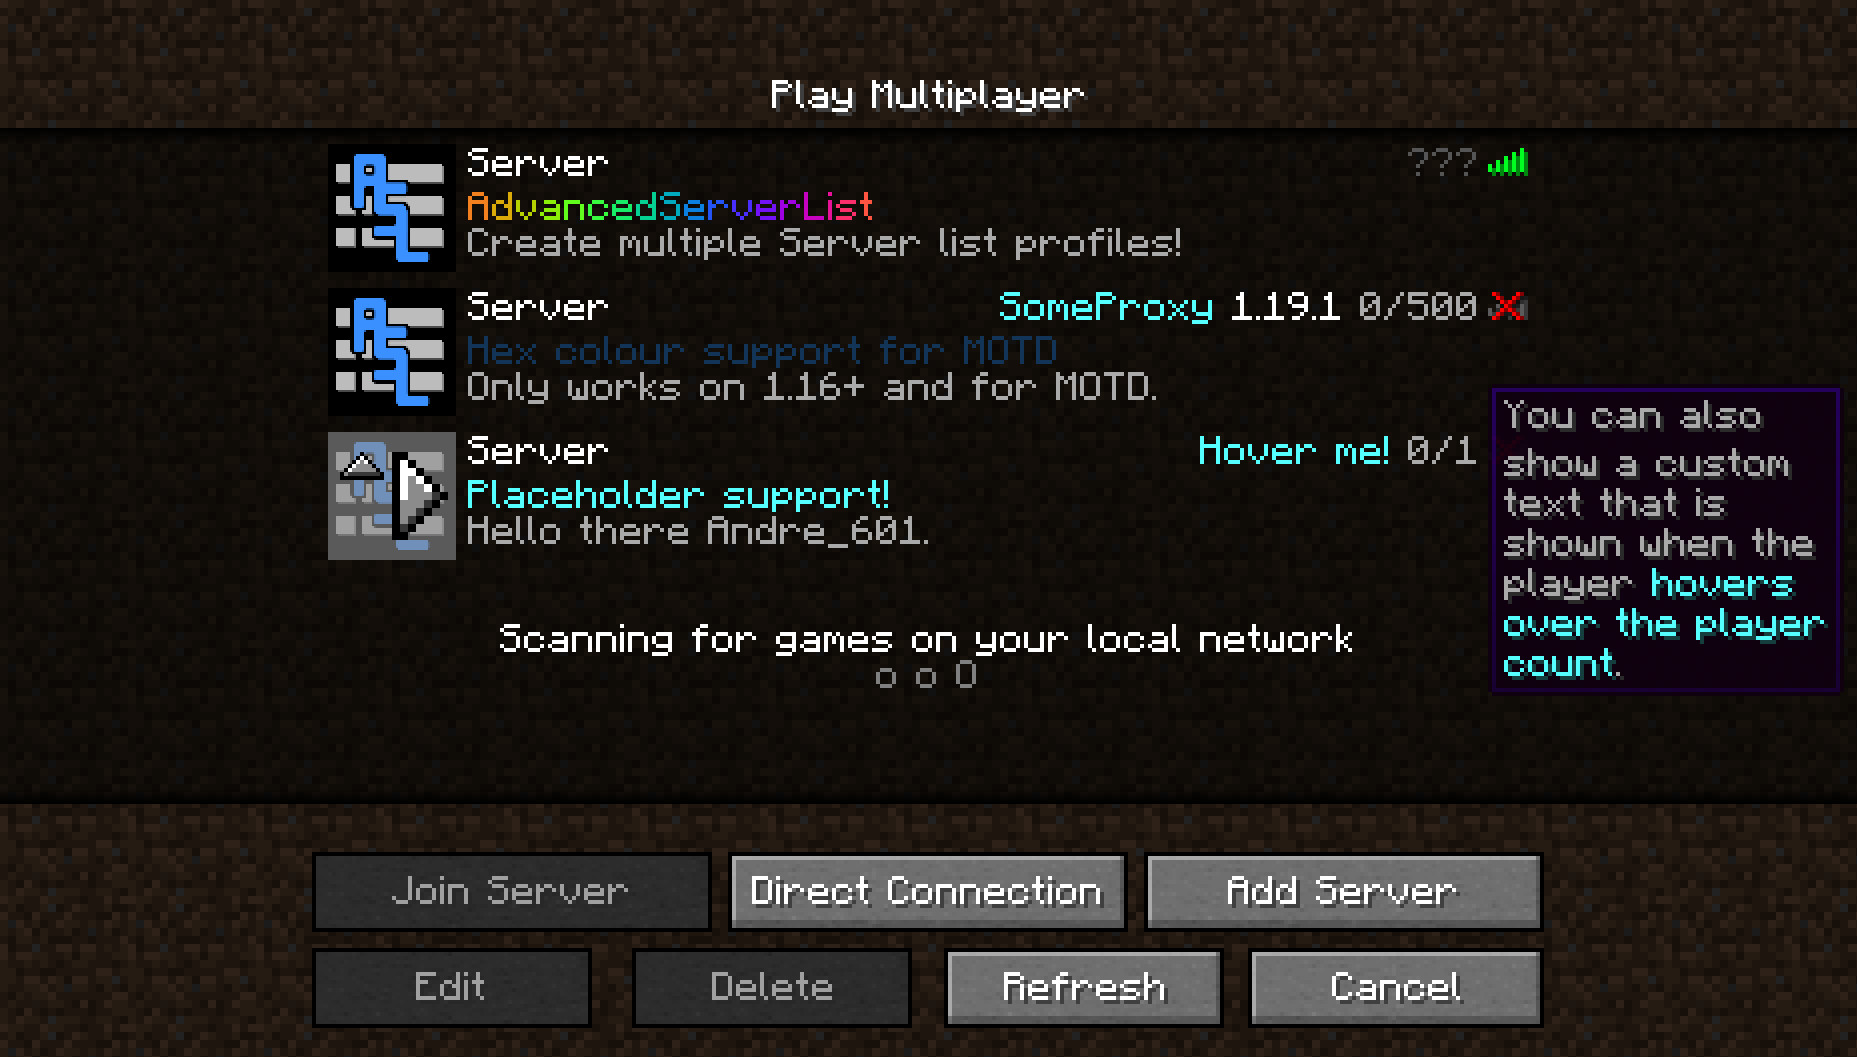 Play Multiplayer
Server ???
AdvancedServerList
Create multiple Server list profiles!
Server SomeProxy 1.19.1 0/500
Hex colour support for MOTD
Only works on 1.16+ and for MOTD.
Server Hover me! 0/1
Placeholder support!
Hello there Andre_601.
You can also
show a custom
text that is
shown when the
player hovers
over the player
count.
Scanning for games on your local network
o o O
Join Server
Direct Connection
Add Server
Edit
Delete
Refresh
Cancel